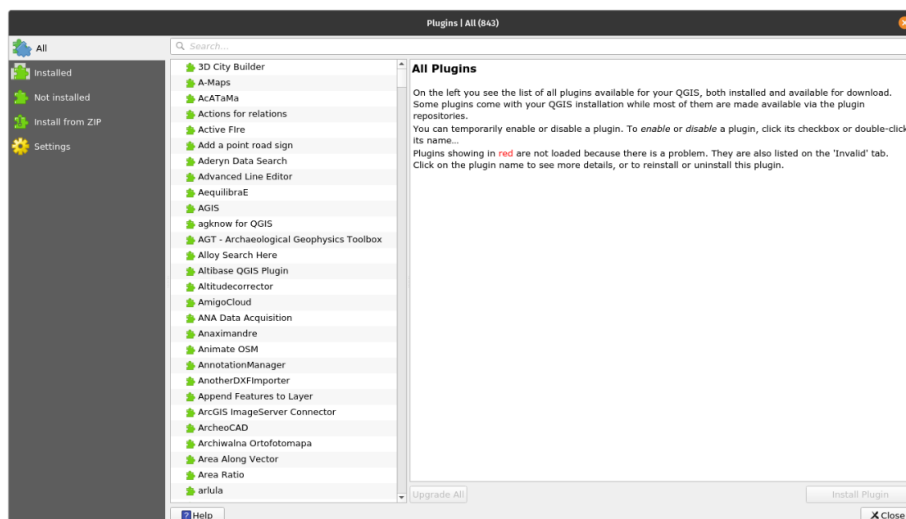 Plugins | All (843)
All
Installed
Not installed
Install from ZIP
Settings
Search...
3D City Builder
A-Maps
AcATaMa
Actions for relations
Active FIre
Add a point road sign
Aderyn Data Search
Advanced Line Editor
AequilibraE
AGIS
agknow for QGIS
AGT - Archaeological Geophysics Toolbox
Alloy Search Here
Altibase QGIS Plugin
Altitudecorrector
AmigoCloud
ANA Data Acquisition
Anaximandre
Animate OSM
AnnotationManager
AnotherDXFImporter
Append Features to Layer
ArcGIS ImageServer Connector
ArcheoCAD
Archiwalna Ortofotomapa
Area Along Vector
Area Ratio
arlula
All Plugins
On the left you see the list of all plugins available for your QGIS, both installed and available for download.
Some plugins come with your QGIS installation while most of them are made available via the plugin
repositories.
You can temporarily enable or disable a plugin. To enable or disable a plugin, click its checkbox or double-click
its name...
Plugins showing in red are not loaded because there is a problem. They are also listed on the 'Invalid' tab.
Click on the plugin name to see more details, or to reinstall or uninstall this plugin.
Upgrade All
Install Plugin
Help
Close